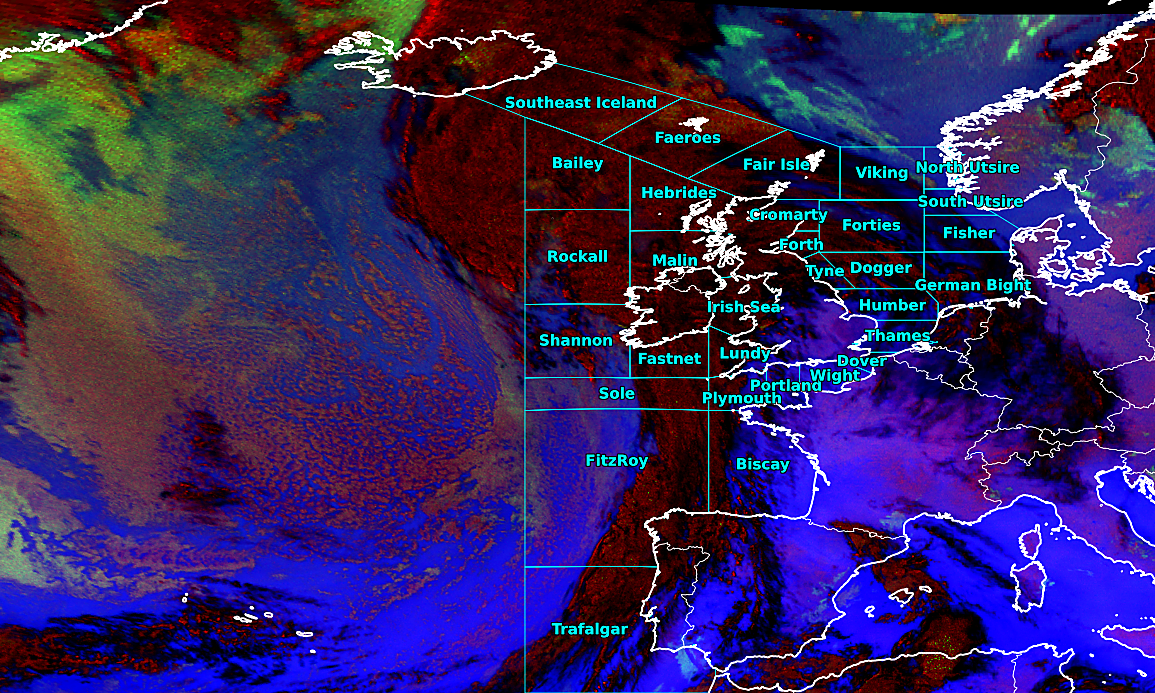 Southeast Iceland
Faeroes
Bailey
Fair Isle
Viking
North Utsire
Hebrides
South Utsire
Cromarty
Forties
Fisher
Forth
Rockall
Malin
Tyne
Dogger
German Bight
Irish Sea
Humber
Shannon
Thames
Fastnet
Lundy
Dover
Wight
Portland
Sole
Plymouth
FitzRoy
Biscay
Trafalgar